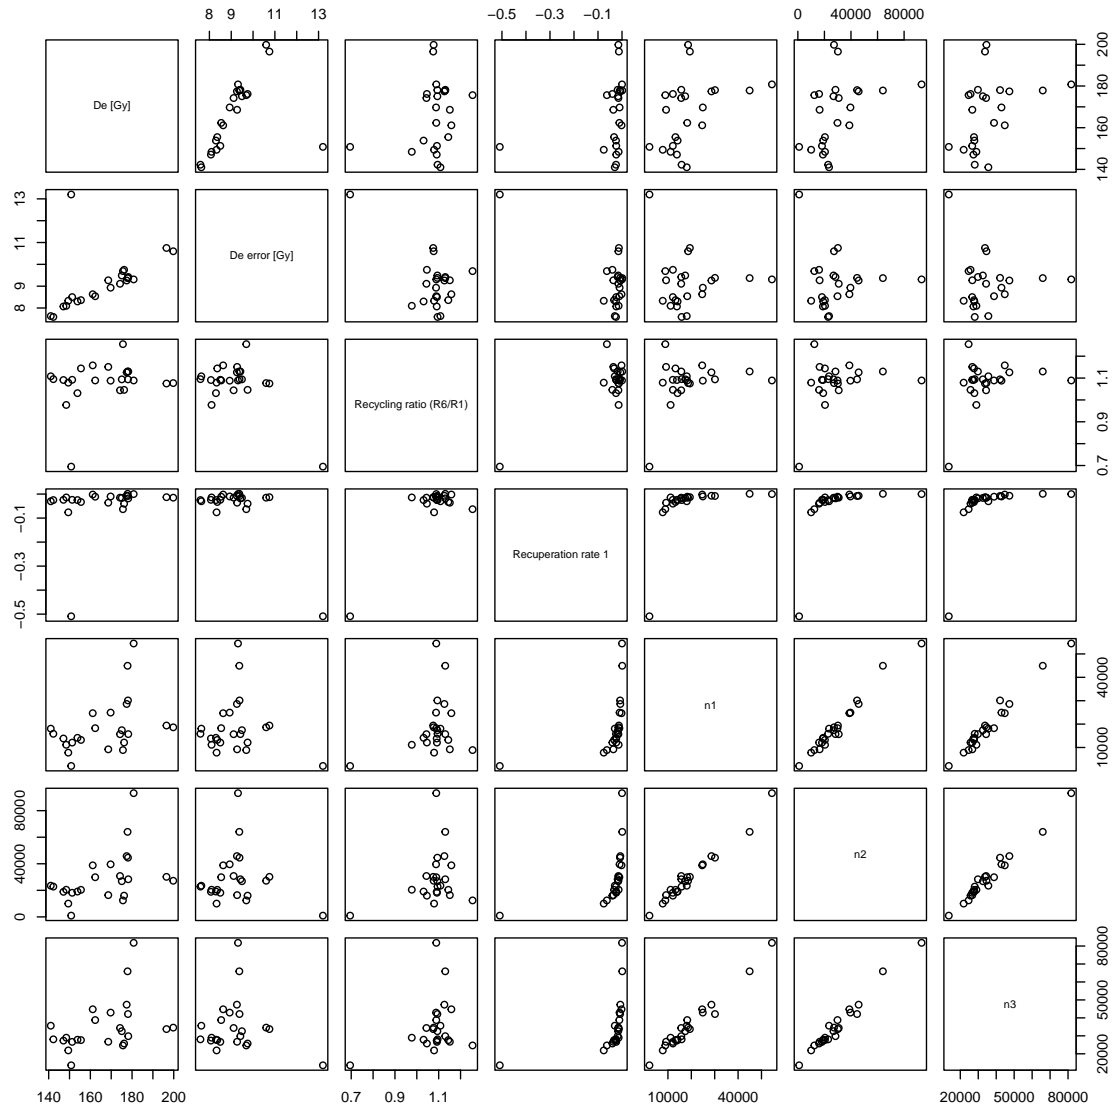 8 9 11 13 −0.5 −0.3 −0.1 0 40000 80000
De [Gy]
140 160 180 200
De error [Gy]
8 9 11 13
Recycling ratio (R6/R1)
0.7 0.9 1.1
Recuperation rate 1
−0.5 −0.3 −0.1
n1
10000 40000
n2
0 40000 80000
n3
20000 50000 80000
140 160 180 200 0.7 0.9 1.1 10000 40000 20000 40000 60000 80000